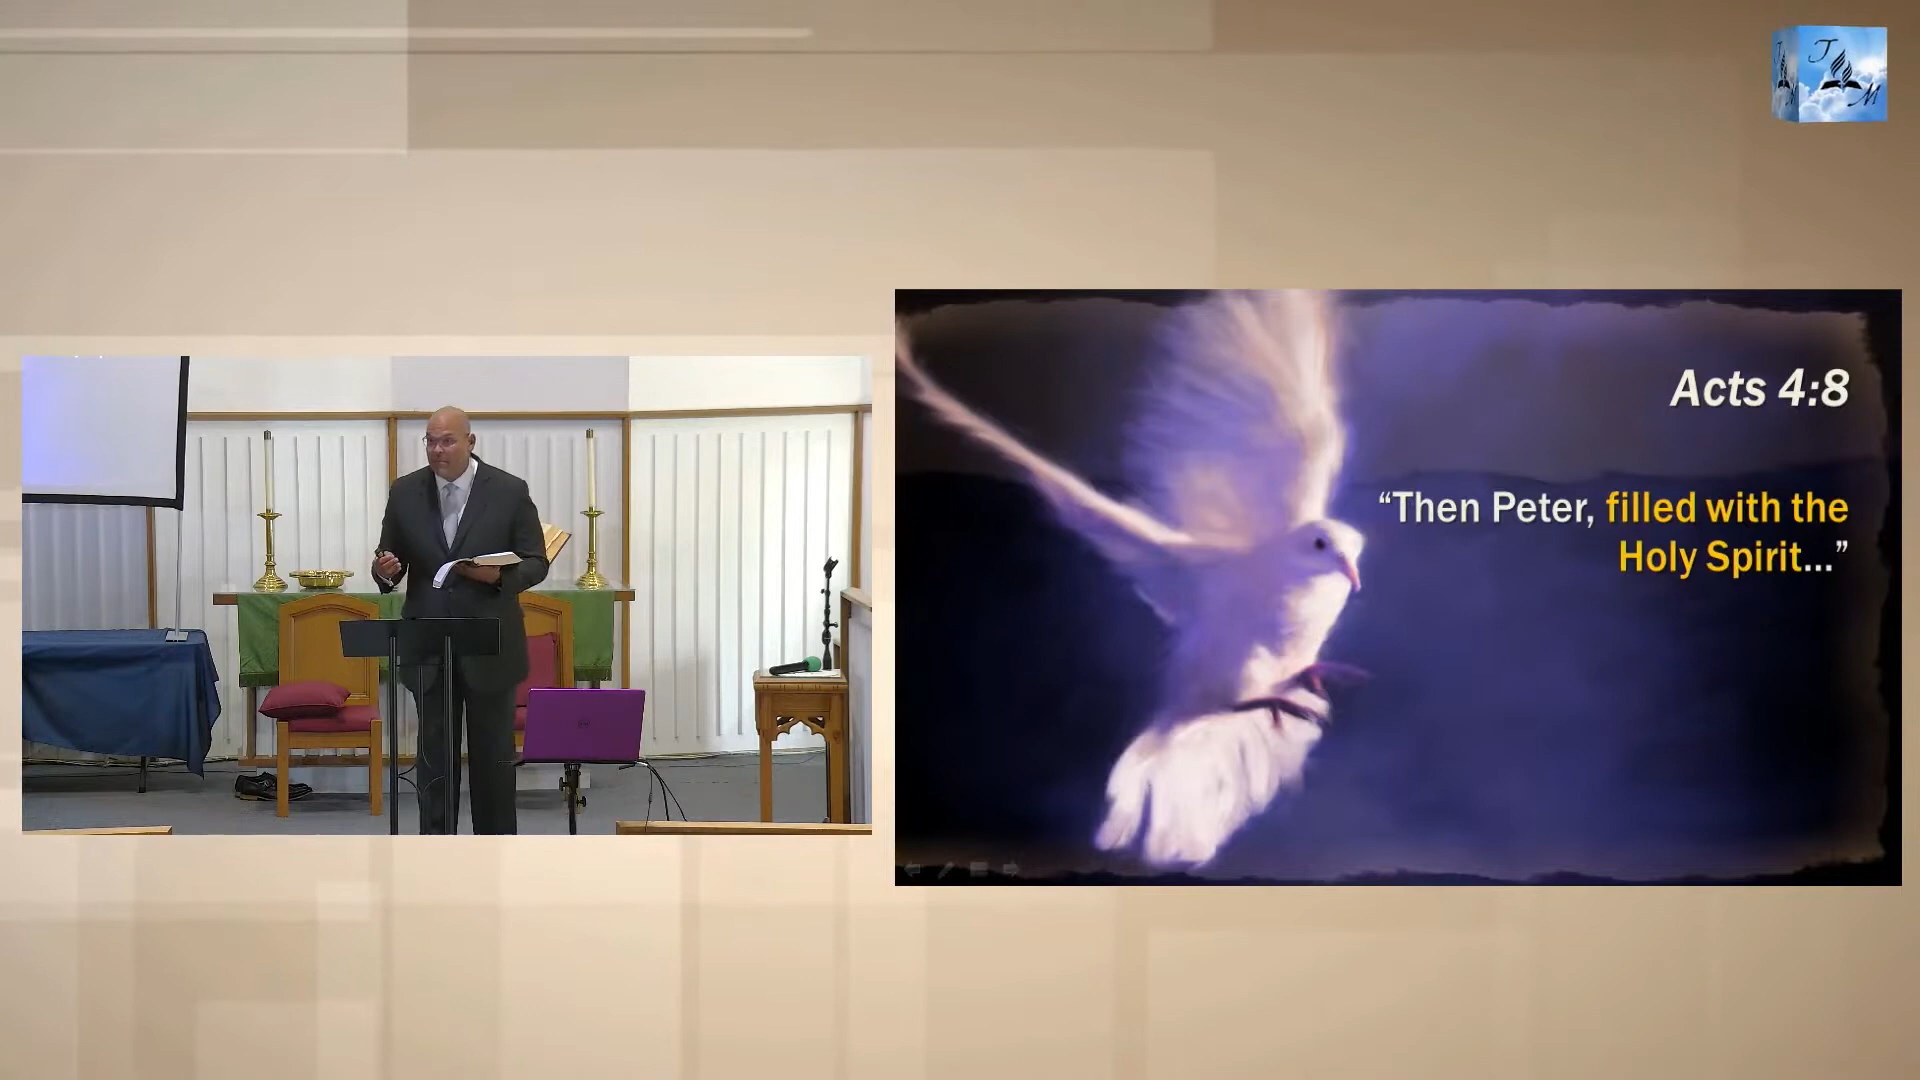 J
M
Acts 4:8
“Then Peter, filled with the
Holy Spirit...”